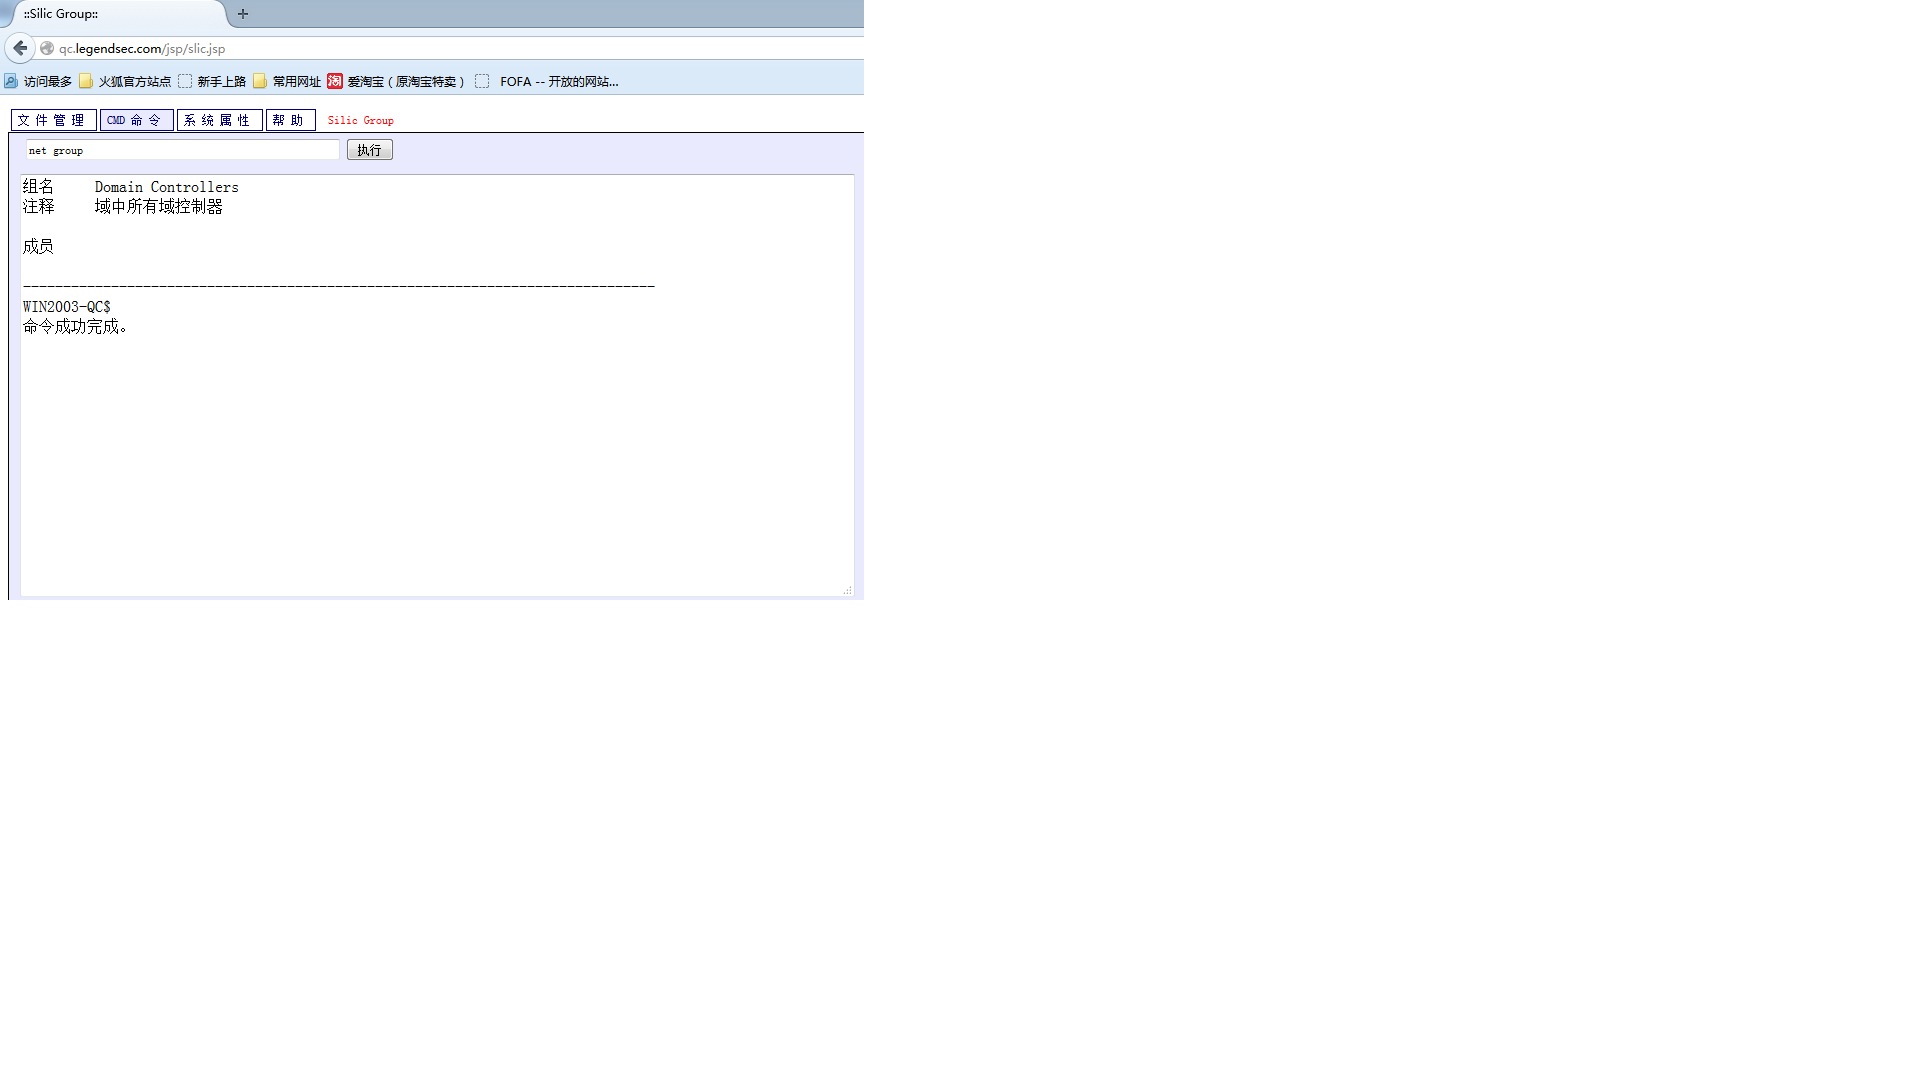 ::Silic Group::
qc.legendsec.com/jsp/slic.jsp
访问最多 火狐官方站点 新手上路 常用网址 淘 爱淘宝（原淘宝特卖） FOFA -- 开放的网站...
文件管理 CMD命令 系统属性 帮助 Silic Group
net group 执行
组名 Domain Controllers
注释 域中所有域控制器
成员
-------------------------------------------------------------------------------
WIN2003-QC$
命令成功完成。